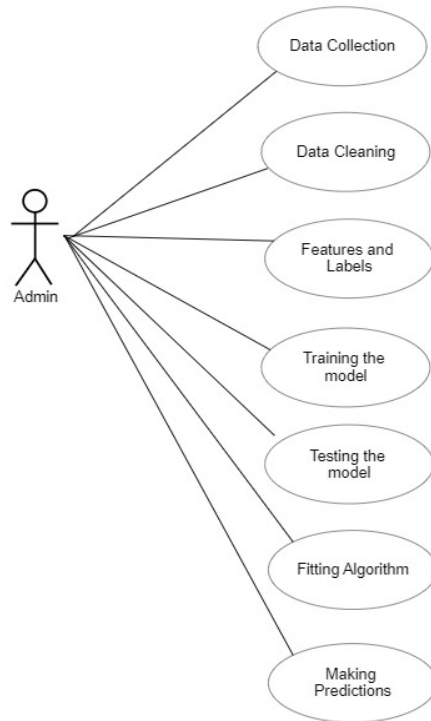 Data Collection
Data Cleaning
Admin
Features and
Labels
Training the
model
Testing the
model
Fitting Algorithm
Making
Predictions